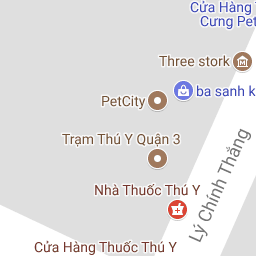 Cửa Hàng T
Cưng Pet
Three stork
ba sanh k
PetCity
Trạm Thú Y Quận 3
Nhà Thuốc Thú Y
Lý Chính Thắng
Cửa Hàng Thuốc Thú Y